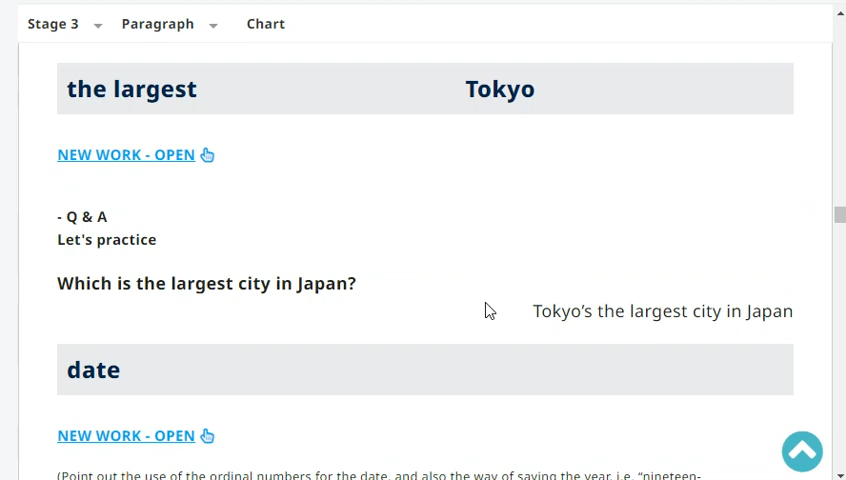 Stage 3 Paragraph Chart
the largest Tokyo
NEW WORK - OPEN
- Q & A
Let's practice
Which is the largest city in Japan?
Tokyo’s the largest city in Japan
date
NEW WORK - OPEN
(Point out the use of the ordinal numbers for the date, and also the way of saying the year, i.e. “nineteen-